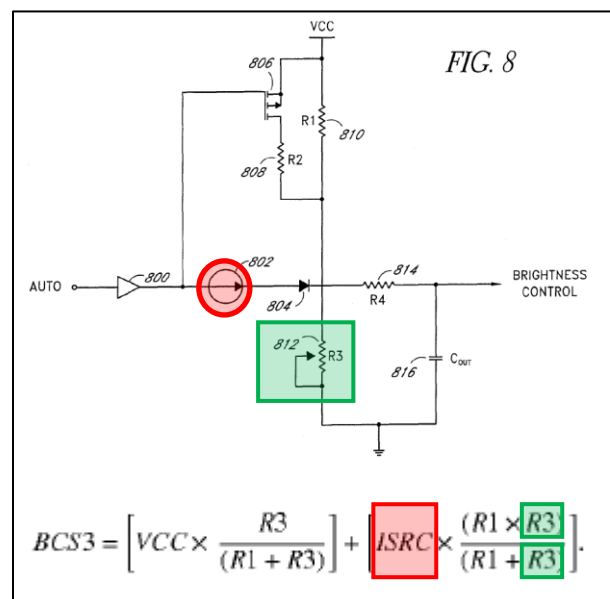 VCC
FIG. 8
806
R1
810
808
R2
802
814
AUTO
800
BRIGHTNESS
CONTROL
804
R4
812
R3
816
COUT
BCS3 = [VCC × R3 / (R1 + R3)] + [ISRC × (R1 × R3) / (R1 + R3)].